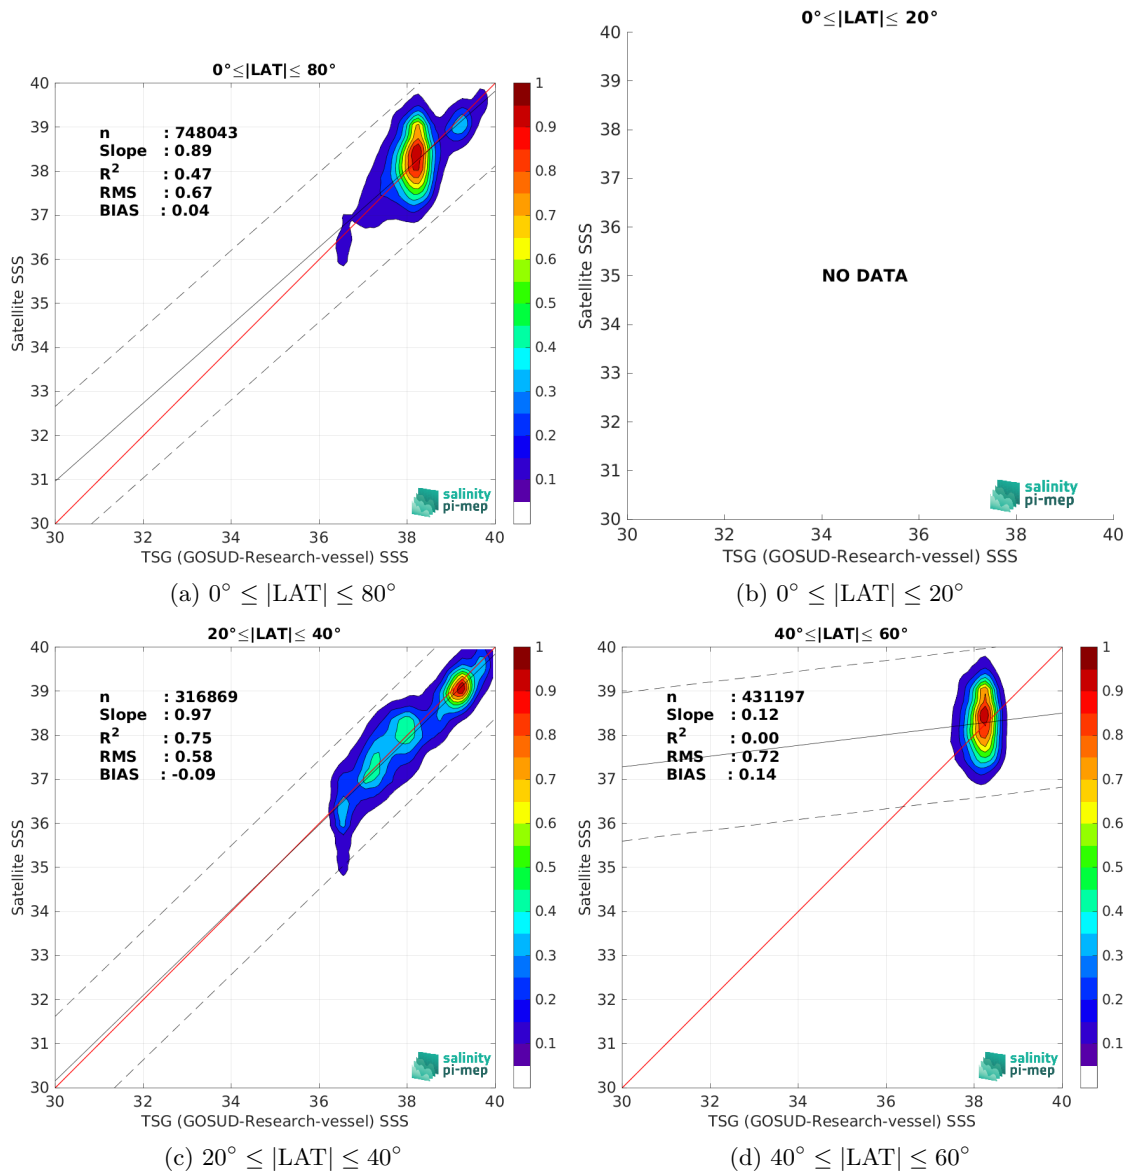 0°≤|LAT|≤ 80°
40
39
38
37
36
35
34
33
32
31
30
Satellite SSS
n : 748043
Slope : 0.89
R² : 0.47
RMS : 0.67
BIAS : 0.04
salinity
pi-mep
30 32 34 36 38 40
TSG (GOSUD-Research-vessel) SSS
1
0.9
0.8
0.7
0.6
0.5
0.4
0.3
0.2
0.1
(a) 0° ≤ |LAT| ≤ 80°
0°≤|LAT|≤ 20°
40
39
38
37
36
35
34
33
32
31
30
Satellite SSS
NO DATA
salinity
pi-mep
30 32 34 36 38 40
TSG (GOSUD-Research-vessel) SSS
(b) 0° ≤ |LAT| ≤ 20°
20°≤|LAT|≤ 40°
40
39
38
37
36
35
34
33
32
31
30
Satellite SSS
n : 316869
Slope : 0.97
R² : 0.75
RMS : 0.58
BIAS : -0.09
salinity
pi-mep
30 32 34 36 38 40
TSG (GOSUD-Research-vessel) SSS
1
0.9
0.8
0.7
0.6
0.5
0.4
0.3
0.2
0.1
(c) 20° ≤ |LAT| ≤ 40°
40°≤|LAT|≤ 60°
40
39
38
37
36
35
34
33
32
31
30
Satellite SSS
n : 431197
Slope : 0.12
R² : 0.00
RMS : 0.72
BIAS : 0.14
salinity
pi-mep
30 32 34 36 38 40
TSG (GOSUD-Research-vessel) SSS
1
0.9
0.8
0.7
0.6
0.5
0.4
0.3
0.2
0.1
(d) 40° ≤ |LAT| ≤ 60°